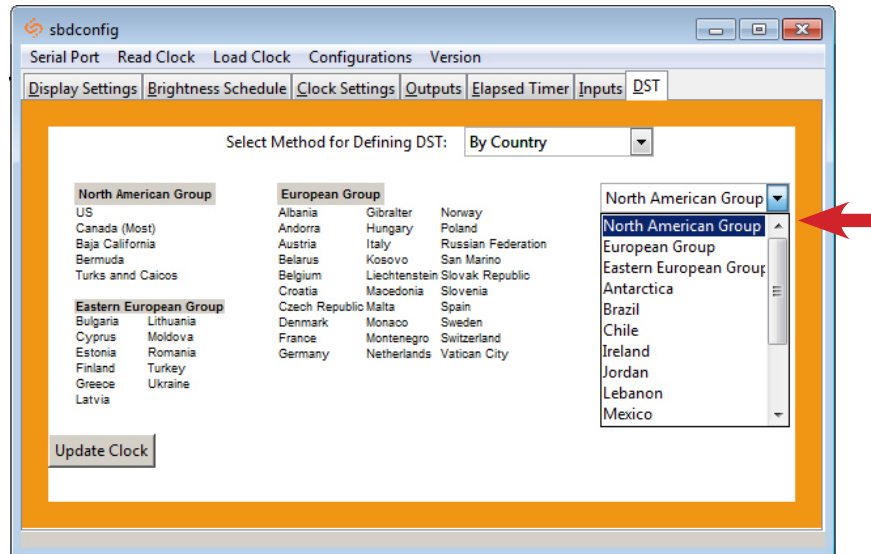 sbdconfig
Serial Port Read Clock Load Clock Configurations Version
Display Settings Brightness Schedule Clock Settings Outputs Elapsed Timer Inputs DST
Select Method for Defining DST: By Country
North American Group
US
Canada (Most)
Baja California
Bermuda
Turks annd Caicos
Eastern European Group
Bulgaria Lithuania
Cyprus Moldova
Estonia Romania
Finland Turkey
Greece Ukraine
Latvia
European Group
Albania Gibralter Norway
Andorra Hungary Poland
Austria Italy Russian Federation
Belarus Kosovo San Marino
Belgium Liechtenstein Slovak Republic
Croatia Macedonia Slovenia
Czech Republic Malta Spain
Denmark Monaco Sweden
France Montenegro Switzerland
Germany Netherlands Vatican City
North American Group
North American Group
European Group
Eastern European Group
Antarctica
Brazil
Chile
Ireland
Jordan
Lebanon
Mexico
Update Clock